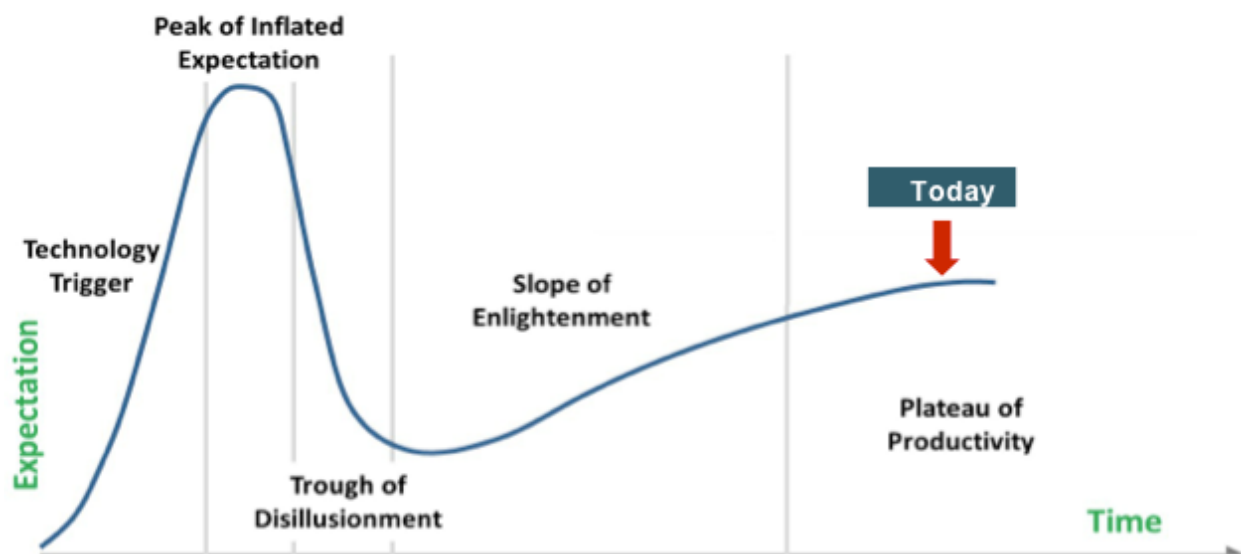 Peak of Inflated
Expectation
Today
Technology
Trigger
Slope of
Enlightenment
Expectation
Plateau of
Productivity
Trough of
Disillusionment
Time